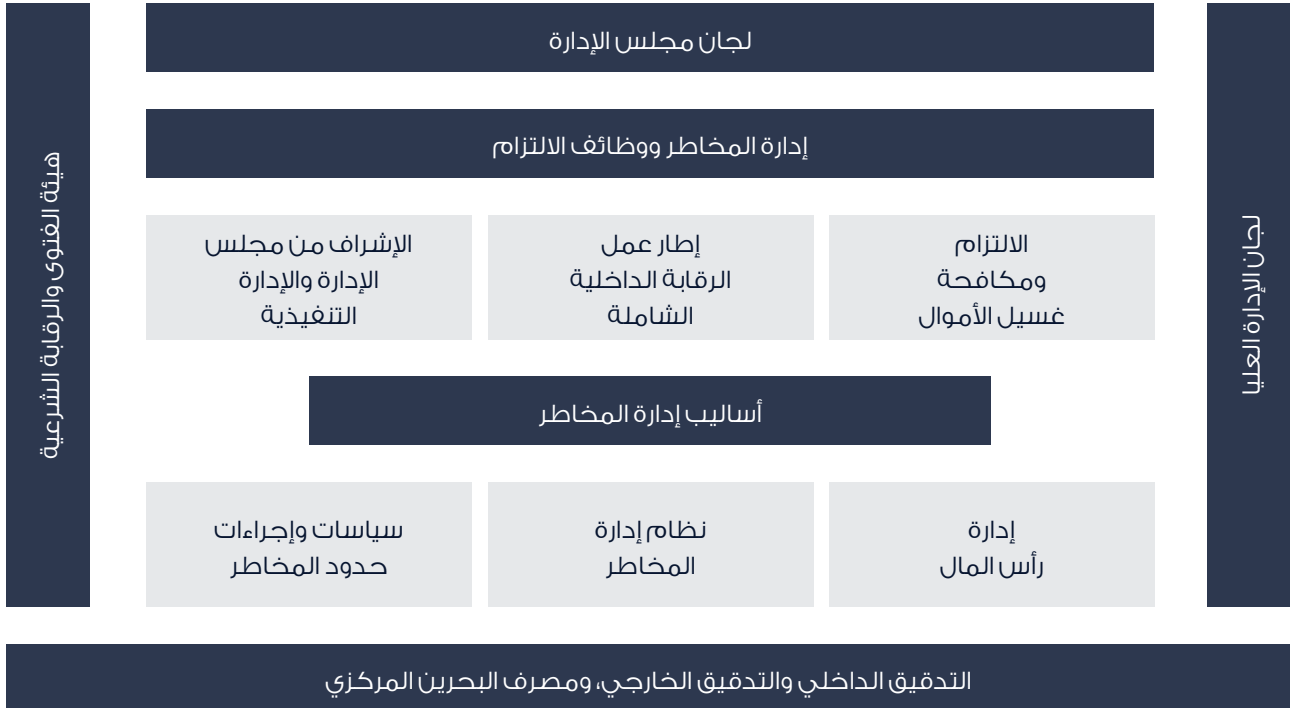 لجان مجلس الإدارة
إدارة المخاطر ووظائف الالتزام
لجان الإدارة العليا
الالتزام
ومكافحة
غسيل الأموال
إطار عمل
الرقابة الداخلية
الشاملة
الإشراف من مجلس
الإدارة والإدارة
التنفيذية
هيئة الفتوى والرقابة الشرعية
أساليب إدارة المخاطر
إدارة
رأس المال
نظام إدارة
المخاطر
سياسات وإجراءات
حدود المخاطر
التدقيق الداخلي والتدقيق الخارجي، ومصرف البحرين المركزي